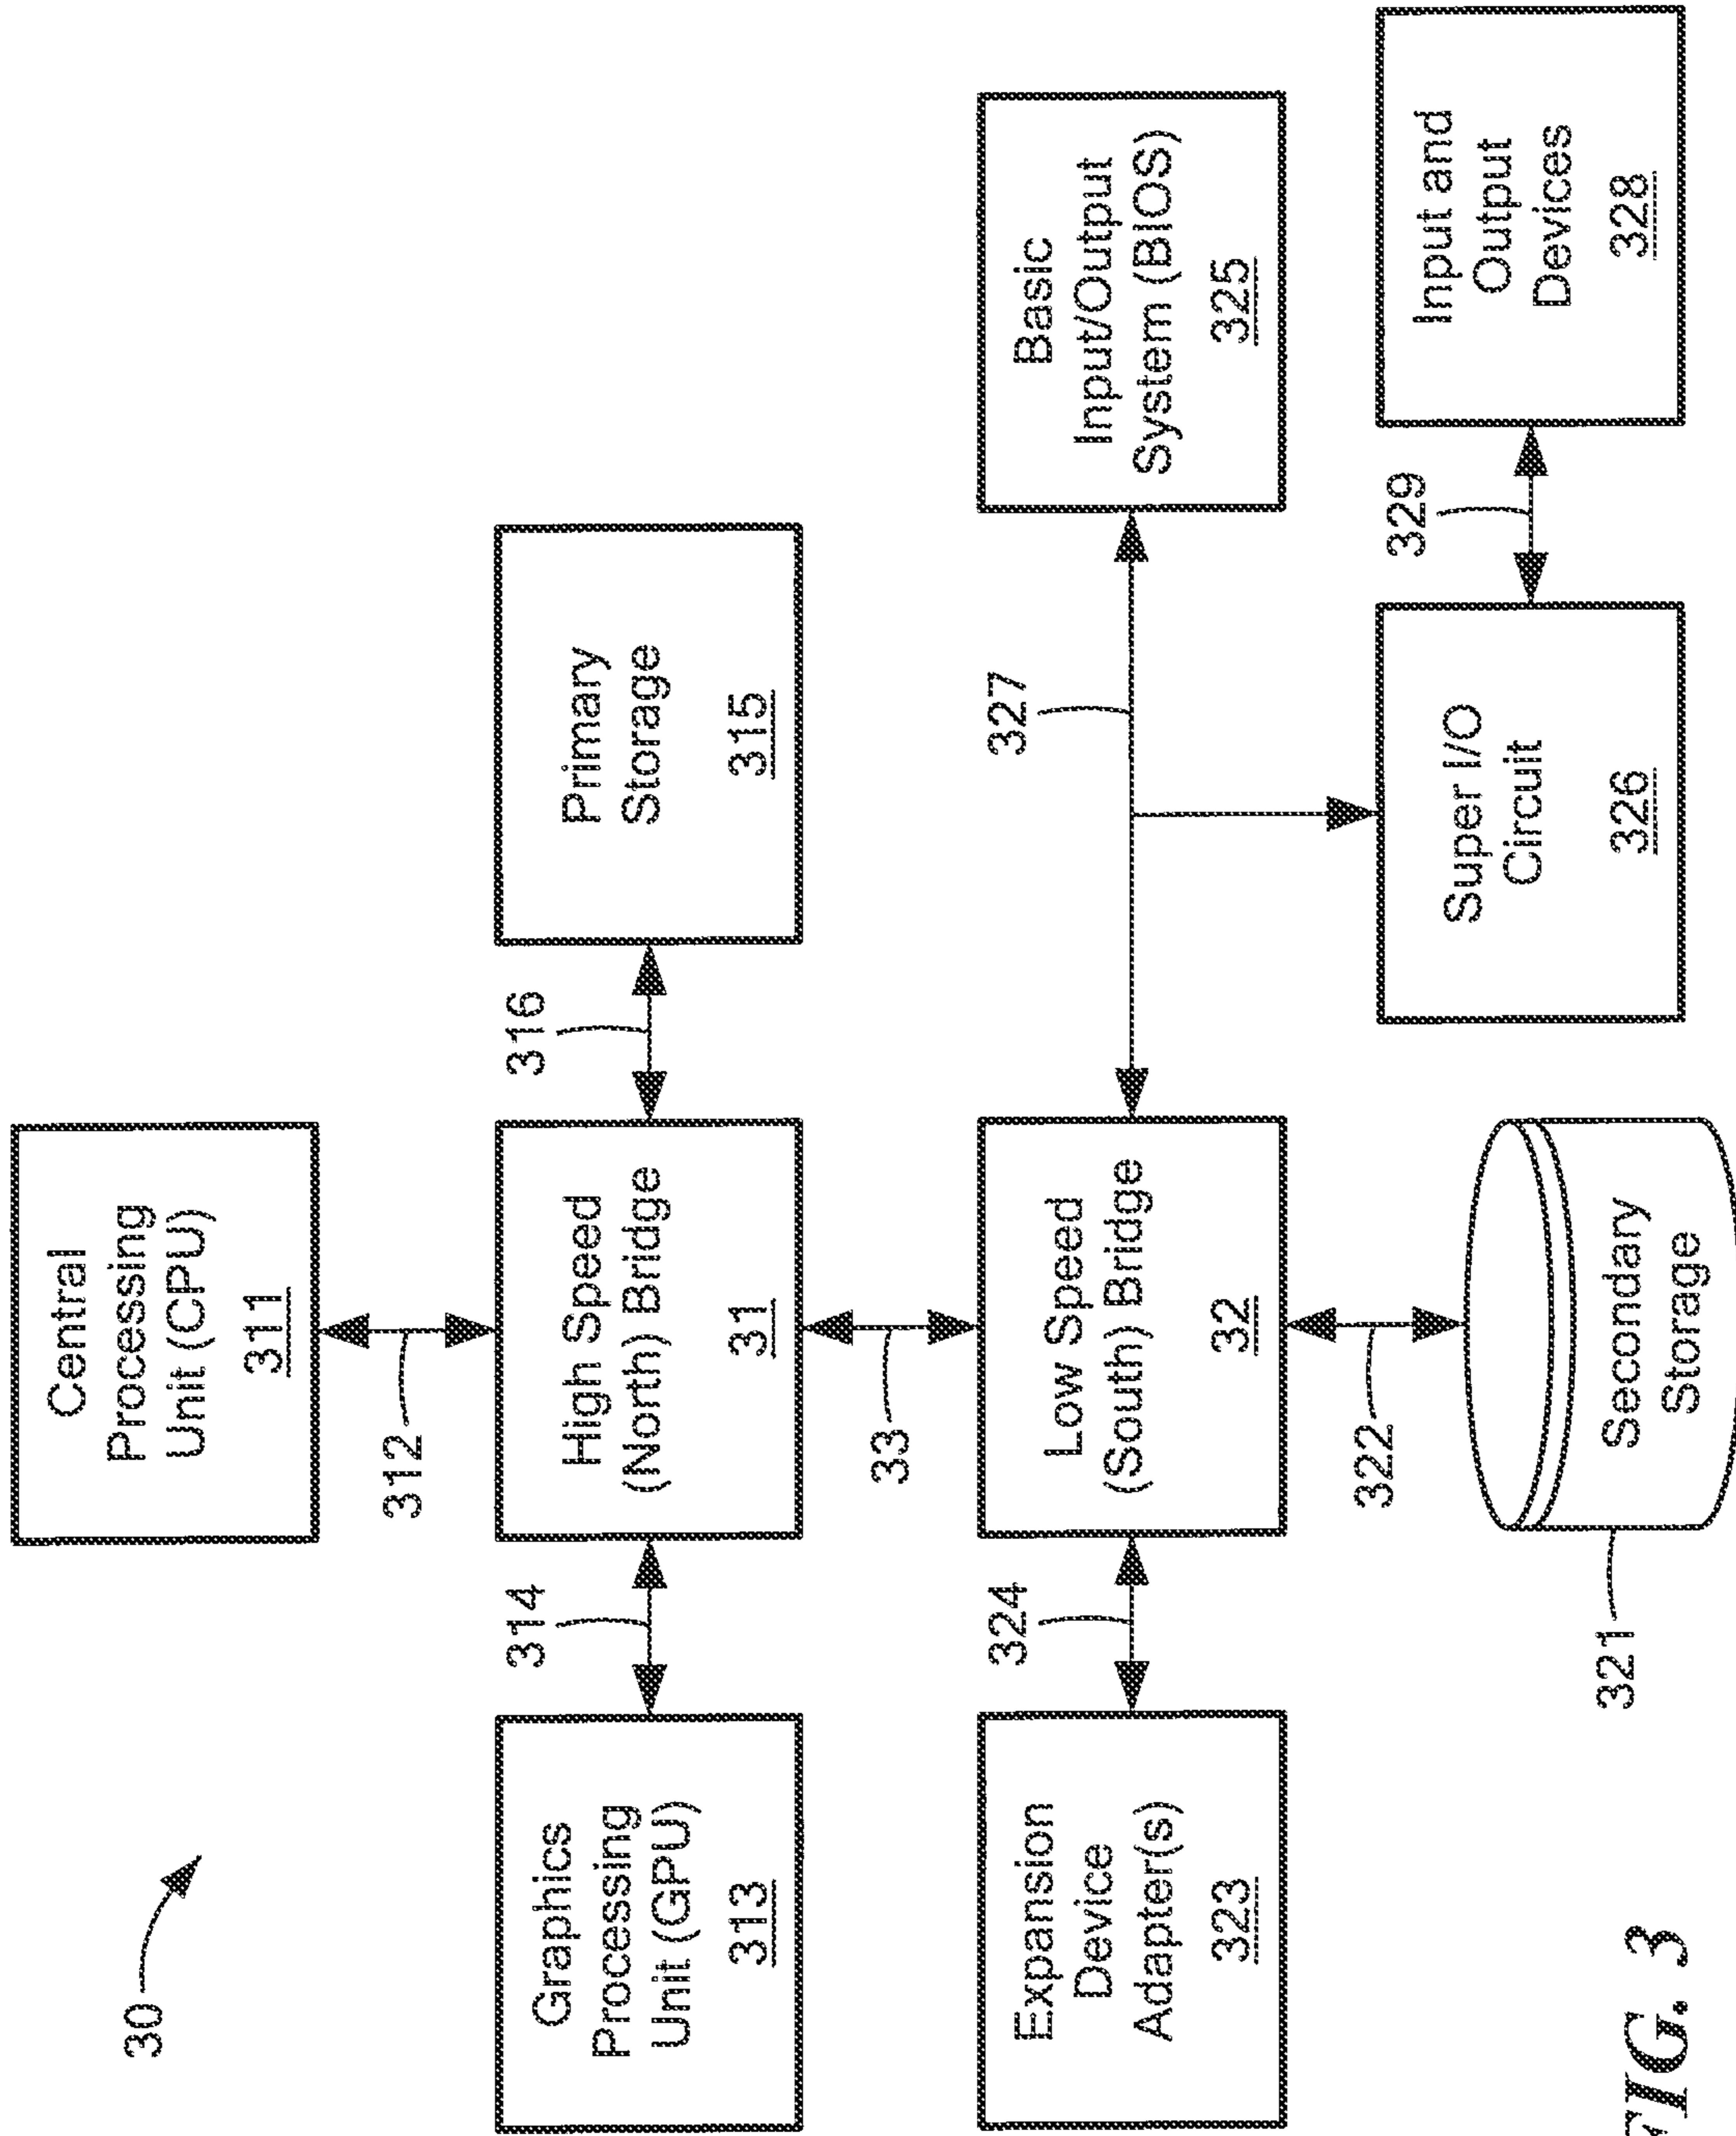 30
Central
Processing
Unit (CPU)
311
312
314
316
Graphics
Processing
Unit (GPU)
313
High Speed
(North) Bridge
31
Primary
Storage
315
33
324
327
Expansion
Device
Adapter(s)
323
Low Speed
(South) Bridge
32
Basic
Input/Output
System (BIOS)
325
322
329
321
Secondary
Storage
Super I/O
Circuit
326
Input and
Output
Devices
328
FIG. 3